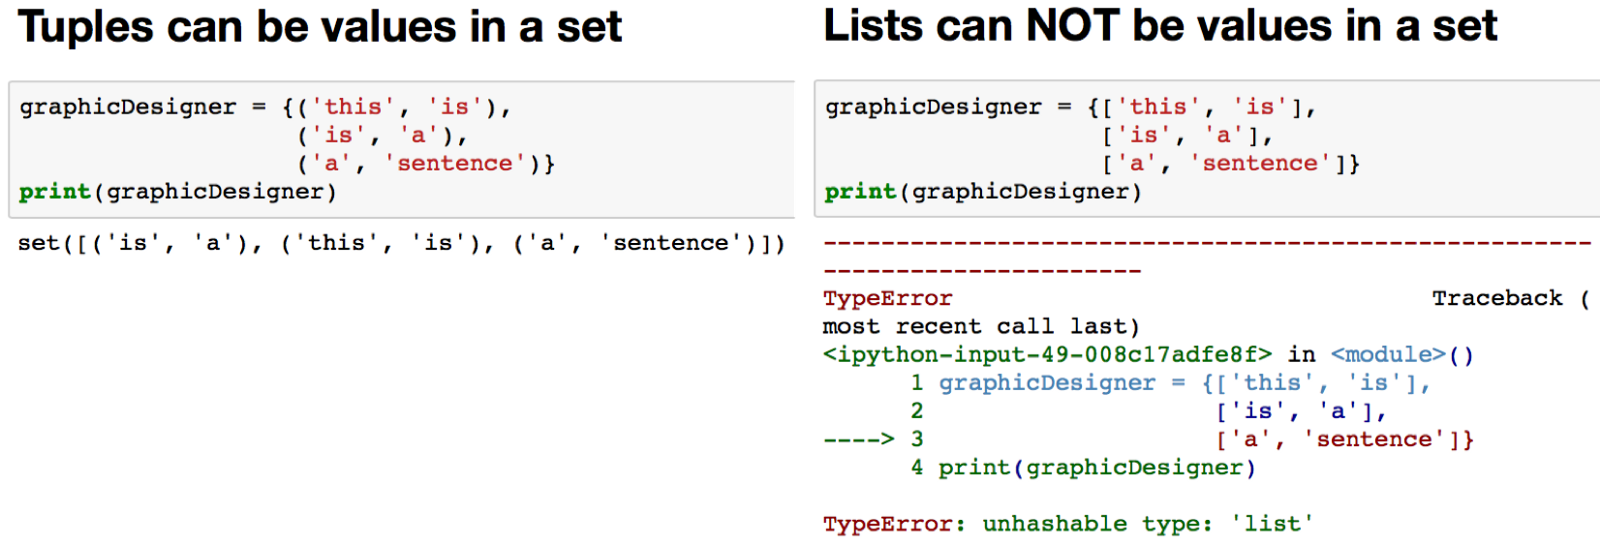 Tuples can be values in a set
graphicDesigner = {('this', 'is'),
('is', 'a'),
('a', 'sentence')}
print(graphicDesigner)
set([('is', 'a'), ('this', 'is'), ('a', 'sentence')])
Lists can NOT be values in a set
graphicDesigner = {['this', 'is'],
['is', 'a'],
['a', 'sentence']}
print(graphicDesigner)
---------------------------------------------------------------------------
TypeError Traceback (
most recent call last)
<ipython-input-49-008c17adfe8f> in <module>()
1 graphicDesigner = {['this', 'is'],
2 ['is', 'a'],
----> 3 ['a', 'sentence']}
4 print(graphicDesigner)
TypeError: unhashable type: 'list'